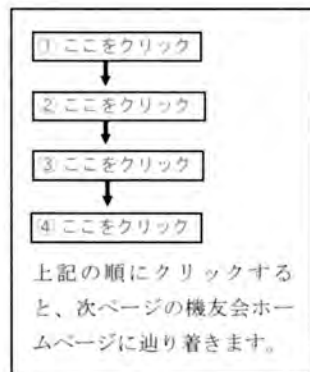 ① ここをクリック
② ここをクリック
③ ここをクリック
④ ここをクリック
上記の順にクリックする
と、次ページの機友会ホー
ムページに辿り着きます。